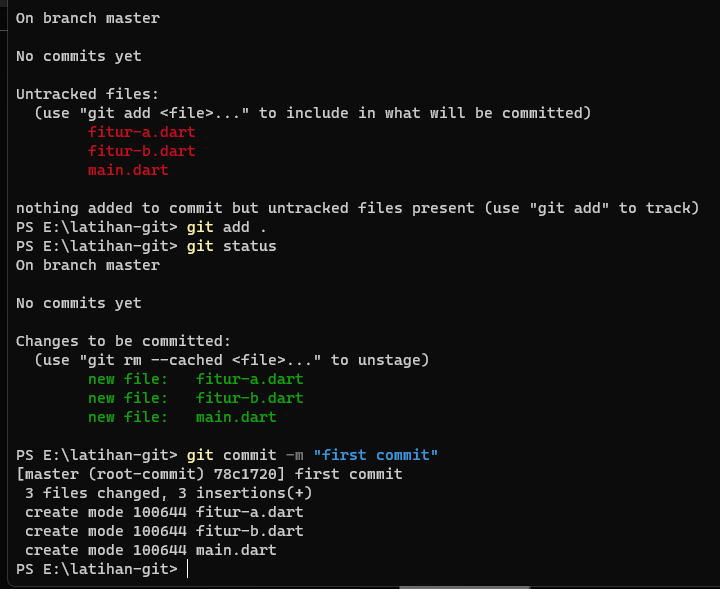 On branch master
No commits yet
Untracked files:
  (use "git add <file>..." to include in what will be committed)
        fitur-a.dart
        fitur-b.dart
        main.dart
nothing added to commit but untracked files present (use "git add" to track)
PS E:\latihan-git> git add .
PS E:\latihan-git> git status
On branch master
No commits yet
Changes to be committed:
  (use "git rm --cached <file>..." to unstage)
        new file:   fitur-a.dart
        new file:   fitur-b.dart
        new file:   main.dart
PS E:\latihan-git> git commit -m "first commit"
[master (root-commit) 78c1720] first commit
 3 files changed, 3 insertions(+)
 create mode 100644 fitur-a.dart
 create mode 100644 fitur-b.dart
 create mode 100644 main.dart
PS E:\latihan-git>